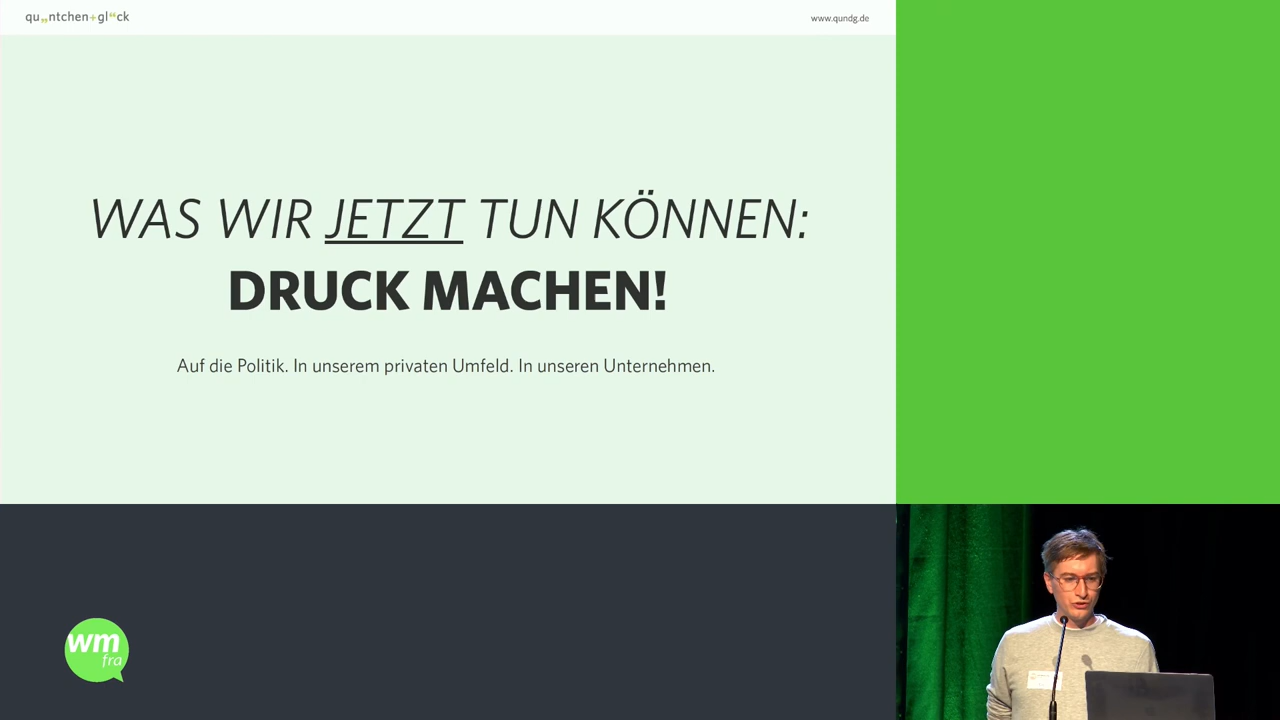 qu„ntchen+gl“ck
www.qundg.de
WAS WIR JETZT TUN KÖNNEN:
DRUCK MACHEN!
Auf die Politik. In unserem privaten Umfeld. In unseren Unternehmen.
wm
fra